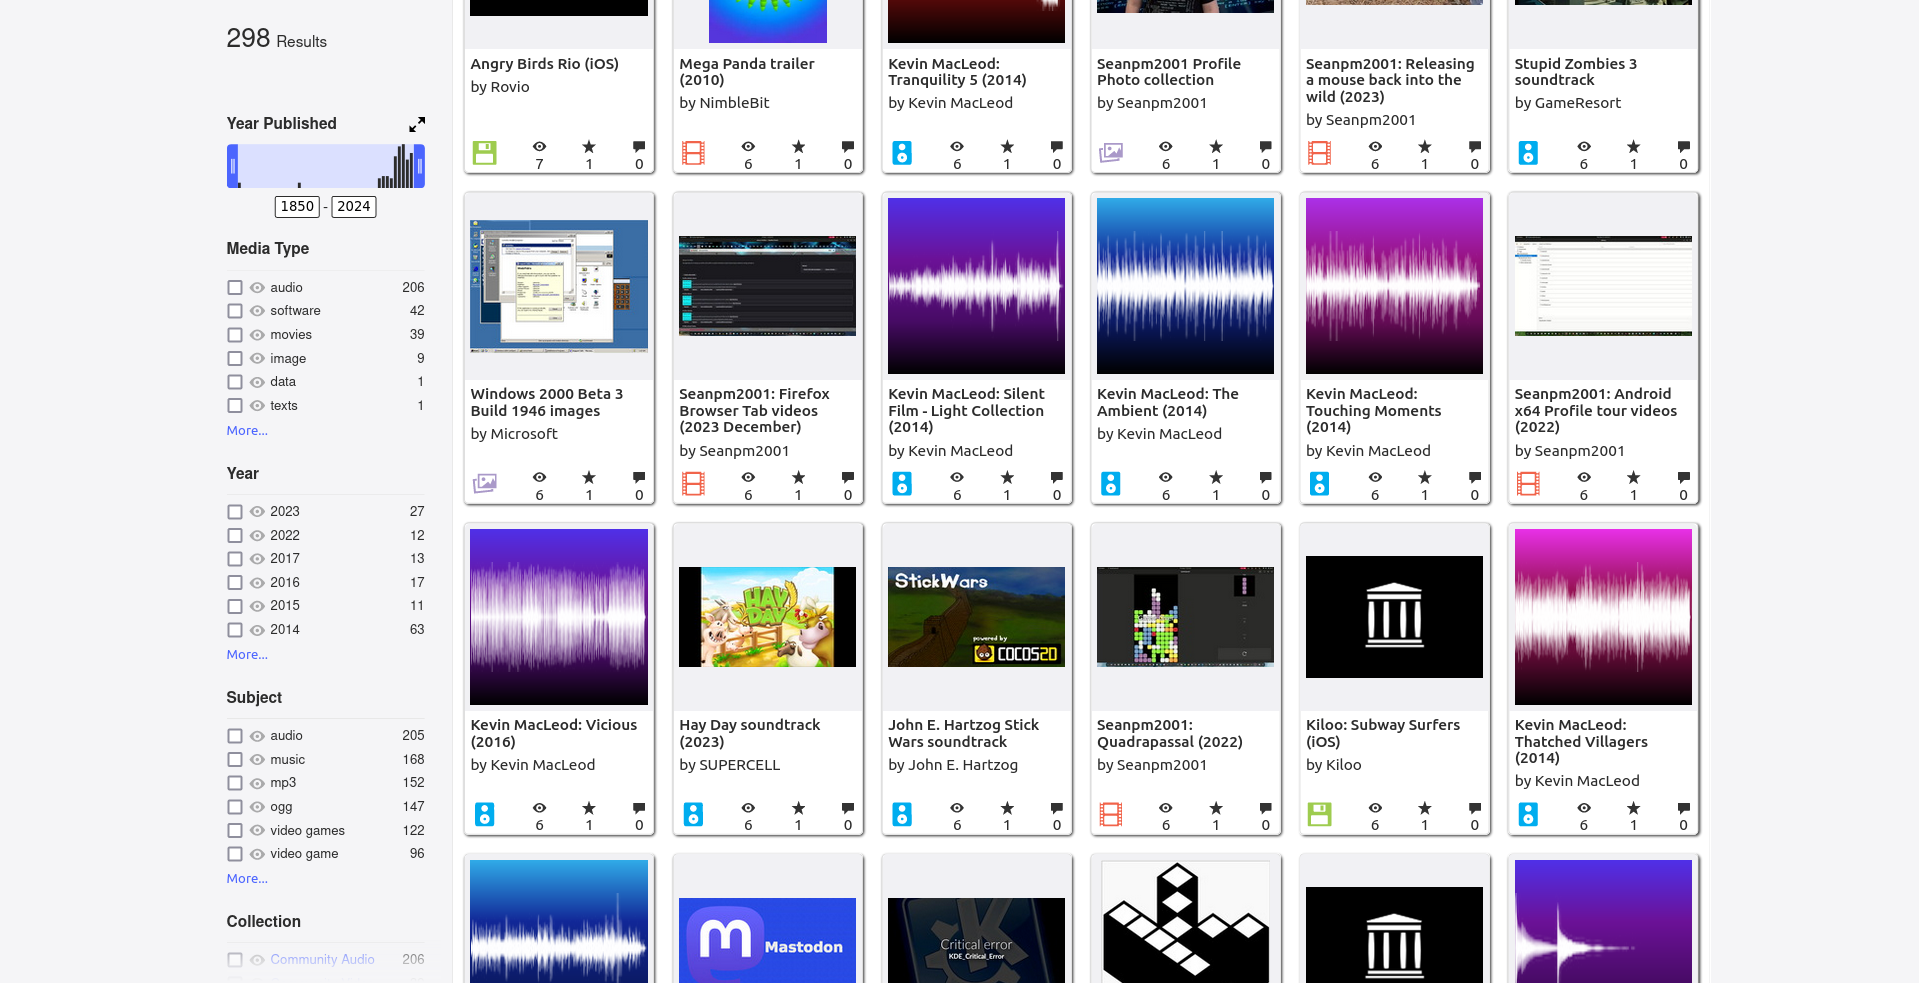 298 Results
Year Published
1850 - 2024
Media Type
audio 206
software 42
movies 39
image 9
data 1
texts 1
More...
Year
2023 27
2022 12
2017 13
2016 17
2015 11
2014 63
More...
Subject
audio 205
music 168
mp3 152
ogg 147
video games 122
video game 96
More...
Collection
Community Audio 206
Angry Birds Rio (iOS)
by Rovio
7 1 0
Mega Panda trailer
(2010)
by NimbleBit
6 1 0
Kevin MacLeod:
Tranquility 5 (2014)
by Kevin MacLeod
6 1 0
Seanpm2001 Profile
Photo collection
by Seanpm2001
6 1 0
Seanpm2001: Releasing
a mouse back into the
wild (2023)
by Seanpm2001
6 1 0
Stupid Zombies 3
soundtrack
by GameResort
6 1 0
Windows 2000 Beta 3
Build 1946 images
by Microsoft
6 1 0
Seanpm2001: Firefox
Browser Tab videos
(2023 December)
by Seanpm2001
6 1 0
Kevin MacLeod: Silent
Film - Light Collection
(2014)
by Kevin MacLeod
6 1 0
Kevin MacLeod: The
Ambient (2014)
by Kevin MacLeod
6 1 0
Kevin MacLeod:
Touching Moments
(2014)
by Kevin MacLeod
6 1 0
Seanpm2001: Android
x64 Profile tour videos
(2022)
by Seanpm2001
6 1 0
Kevin MacLeod: Vicious
(2016)
by Kevin MacLeod
6 1 0
HAY
DAY
Hay Day soundtrack
(2023)
by SUPERCELL
6 1 0
StickWars
powered by
COCOS2D
John E. Hartzog Stick
Wars soundtrack
by John E. Hartzog
6 1 0
Seanpm2001:
Quadrapassal (2022)
by Seanpm2001
6 1 0
Kiloo: Subway Surfers
(iOS)
by Kiloo
6 1 0
Kevin MacLeod:
Thatched Villagers
(2014)
by Kevin MacLeod
6 1 0
Mastodon
Critical error
KDE_Critical_Error